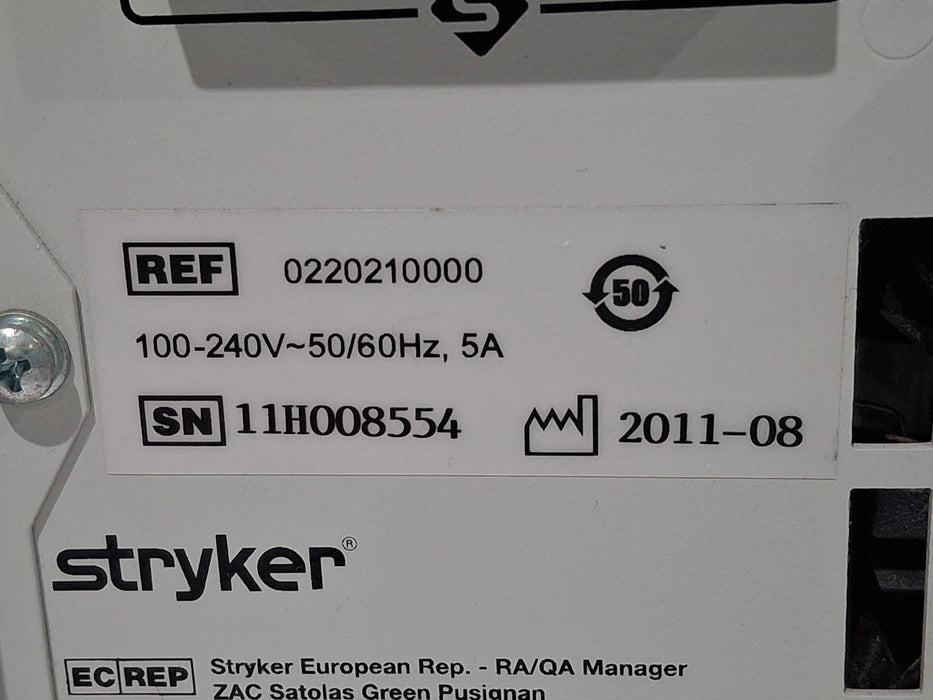 S
REF 0220210000
50
100-240V~50/60Hz, 5A
SN 11H008554 2011-08
stryker®
EC REP Stryker European Rep. - RA/QA Manager
ZAC Satolas Green Pusignan